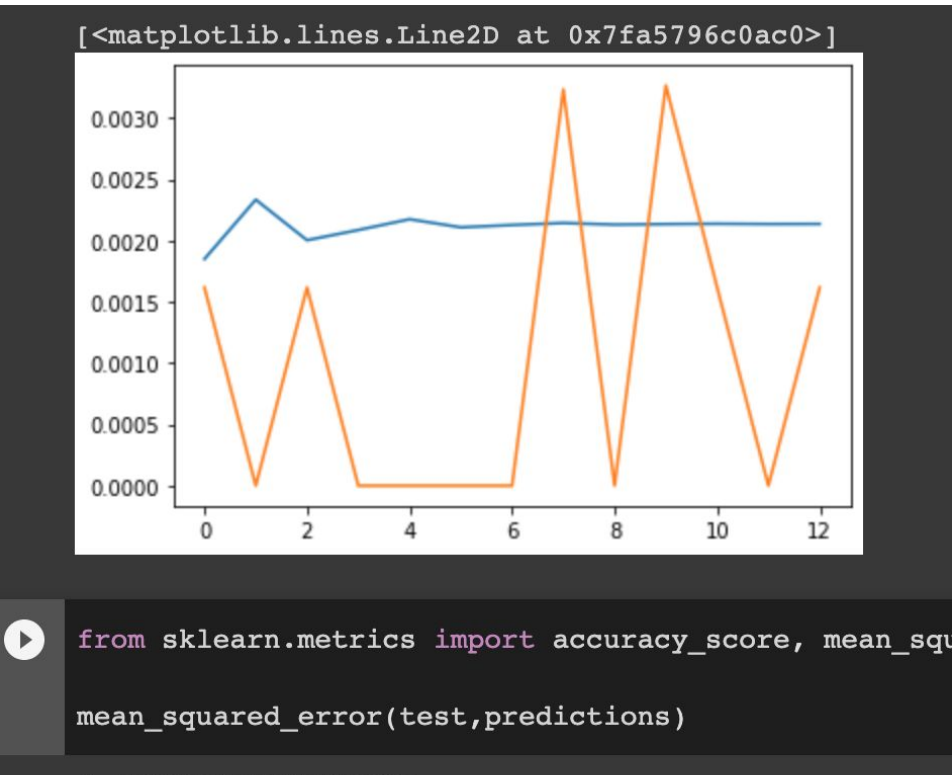 [<matplotlib.lines.Line2D at 0x7fa5796c0ac0>]
0.0030
0.0025
0.0020
0.0015
0.0010
0.0005
0.0000
0 2 4 6 8 10 12
from sklearn.metrics import accuracy_score, mean_squ
mean_squared_error(test,predictions)